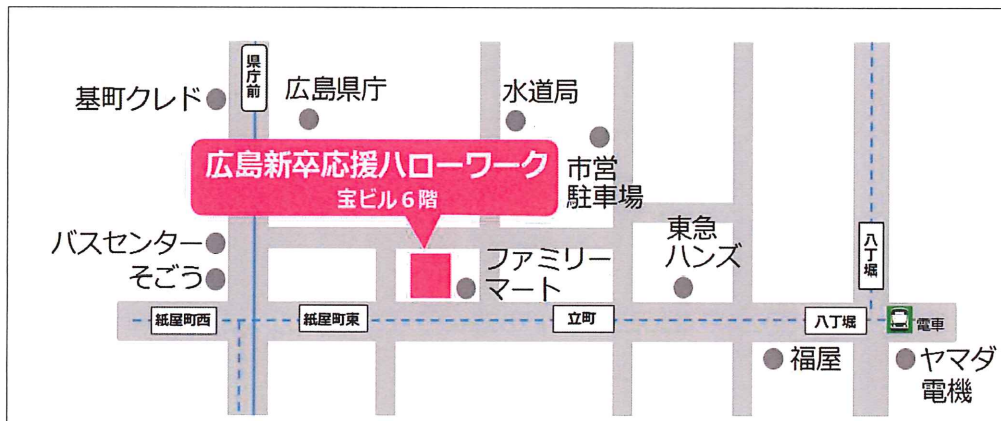 県庁前
基町クレド
広島県庁
水道局
広島新卒応援ハローワーク
宝ビル6階
市営
駐車場
バスセンター
そごう
ファミリー
マート
東急
ハンズ
八丁堀
紙屋町西
紙屋町東
立町
八丁堀
電車
福屋
ヤマダ
電機